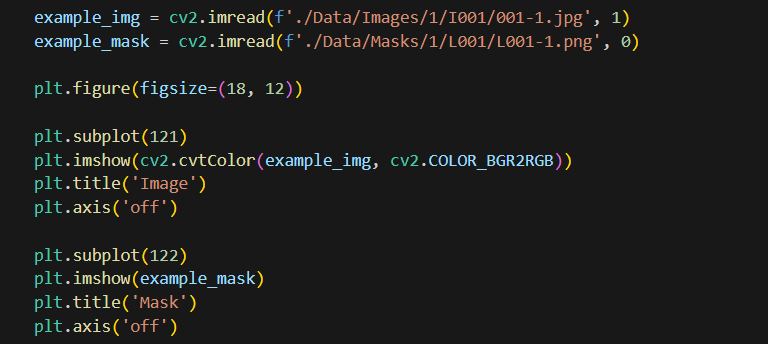 example_img = cv2.imread(f'./Data/Images/1/I001/001-1.jpg', 1)
example_mask = cv2.imread(f'./Data/Masks/1/L001/L001-1.png', 0)
plt.figure(figsize=(18, 12))
plt.subplot(121)
plt.imshow(cv2.cvtColor(example_img, cv2.COLOR_BGR2RGB))
plt.title('Image')
plt.axis('off')
plt.subplot(122)
plt.imshow(example_mask)
plt.title('Mask')
plt.axis('off')